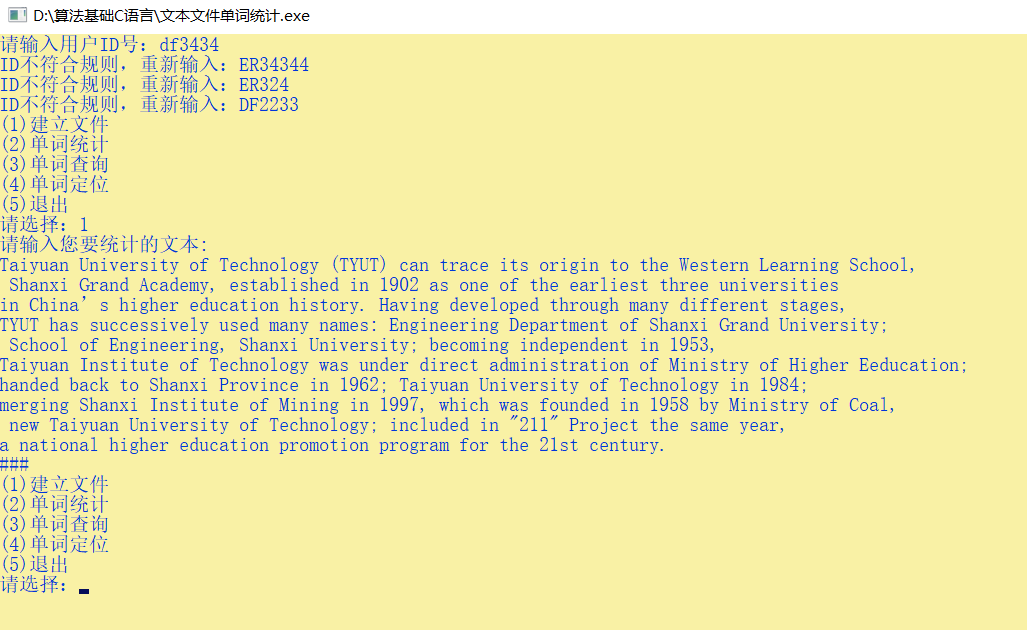 D:\算法基础C语言\文本文件单词统计.exe
请输入用户ID号：df3434
ID不符合规则，重新输入：ER34344
ID不符合规则，重新输入：ER324
ID不符合规则，重新输入：DF2233
(1)建立文件
(2)单词统计
(3)单词查询
(4)单词定位
(5)退出
请选择：1
请输入您要统计的文本:
Taiyuan University of Technology (TYUT) can trace its origin to the Western Learning School,
 Shanxi Grand Academy, established in 1902 as one of the earliest three universities
in China’s higher education history. Having developed through many different stages,
TYUT has successively used many names: Engineering Department of Shanxi Grand University;
 School of Engineering, Shanxi University; becoming independent in 1953,
Taiyuan Institute of Technology was under direct administration of Ministry of Higher Eeducation;
handed back to Shanxi Province in 1962; Taiyuan University of Technology in 1984;
merging Shanxi Institute of Mining in 1997, which was founded in 1958 by Ministry of Coal,
 new Taiyuan University of Technology; included in "211" Project the same year,
a national higher education promotion program for the 21st century.
###
(1)建立文件
(2)单词统计
(3)单词查询
(4)单词定位
(5)退出
请选择：